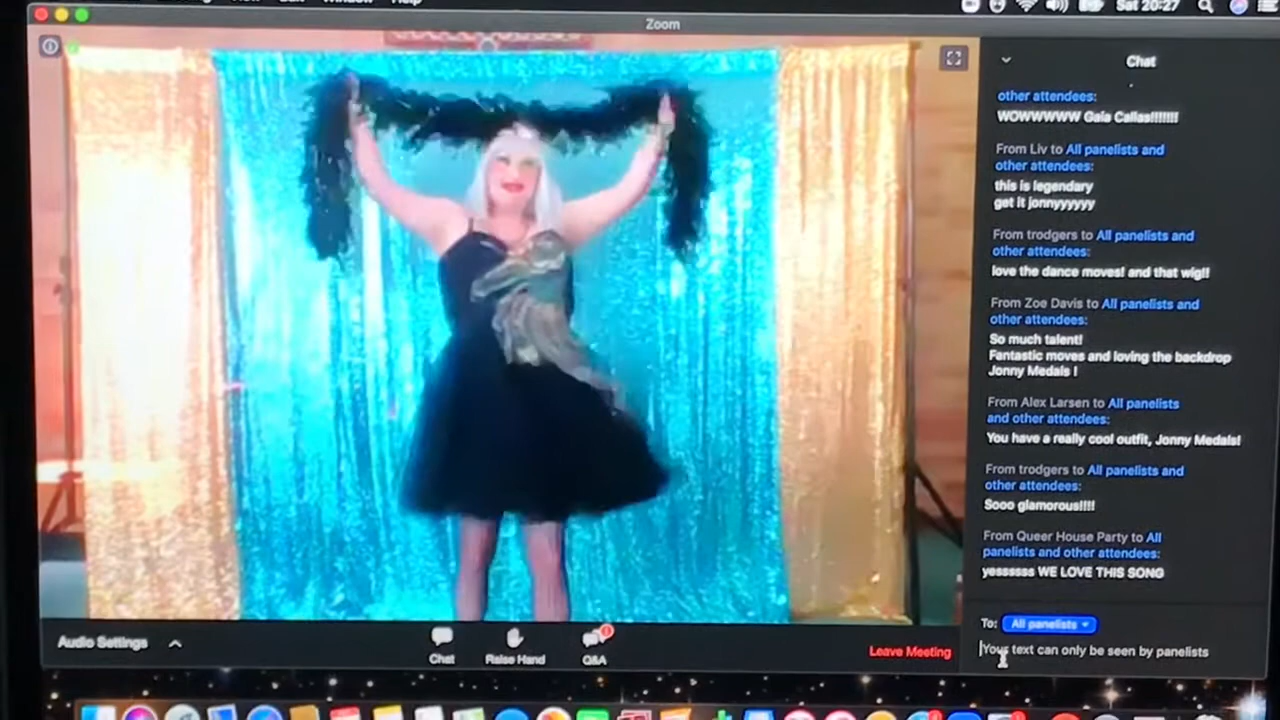 Window
Help
Sat 20:27
Zoom
Chat
other attendees:
WOWWWWW Gaia Callas!!!!!!!
From Liv to All panelists and
other attendees:
this is legendary
get it jonnyyyyyy
From trodgers to All panelists and
other attendees:
love the dance moves! and that wig!!
From Zoe Davis to All panelists and
other attendees:
So much talent!
Fantastic moves and loving the backdrop
Jonny Medals !
From Alex Larsen to All panelists
and other attendees:
You have a really cool outfit, Jonny Medals!
From trodgers to All panelists and
other attendees:
Sooo glamorous!!!!
From Queer House Party to All
panelists and other attendees:
yessssss WE LOVE THIS SONG
To: All panelists
Your text can only be seen by panelists
Audio Settings
Chat
Raise Hand
Q&A
Leave Meeting